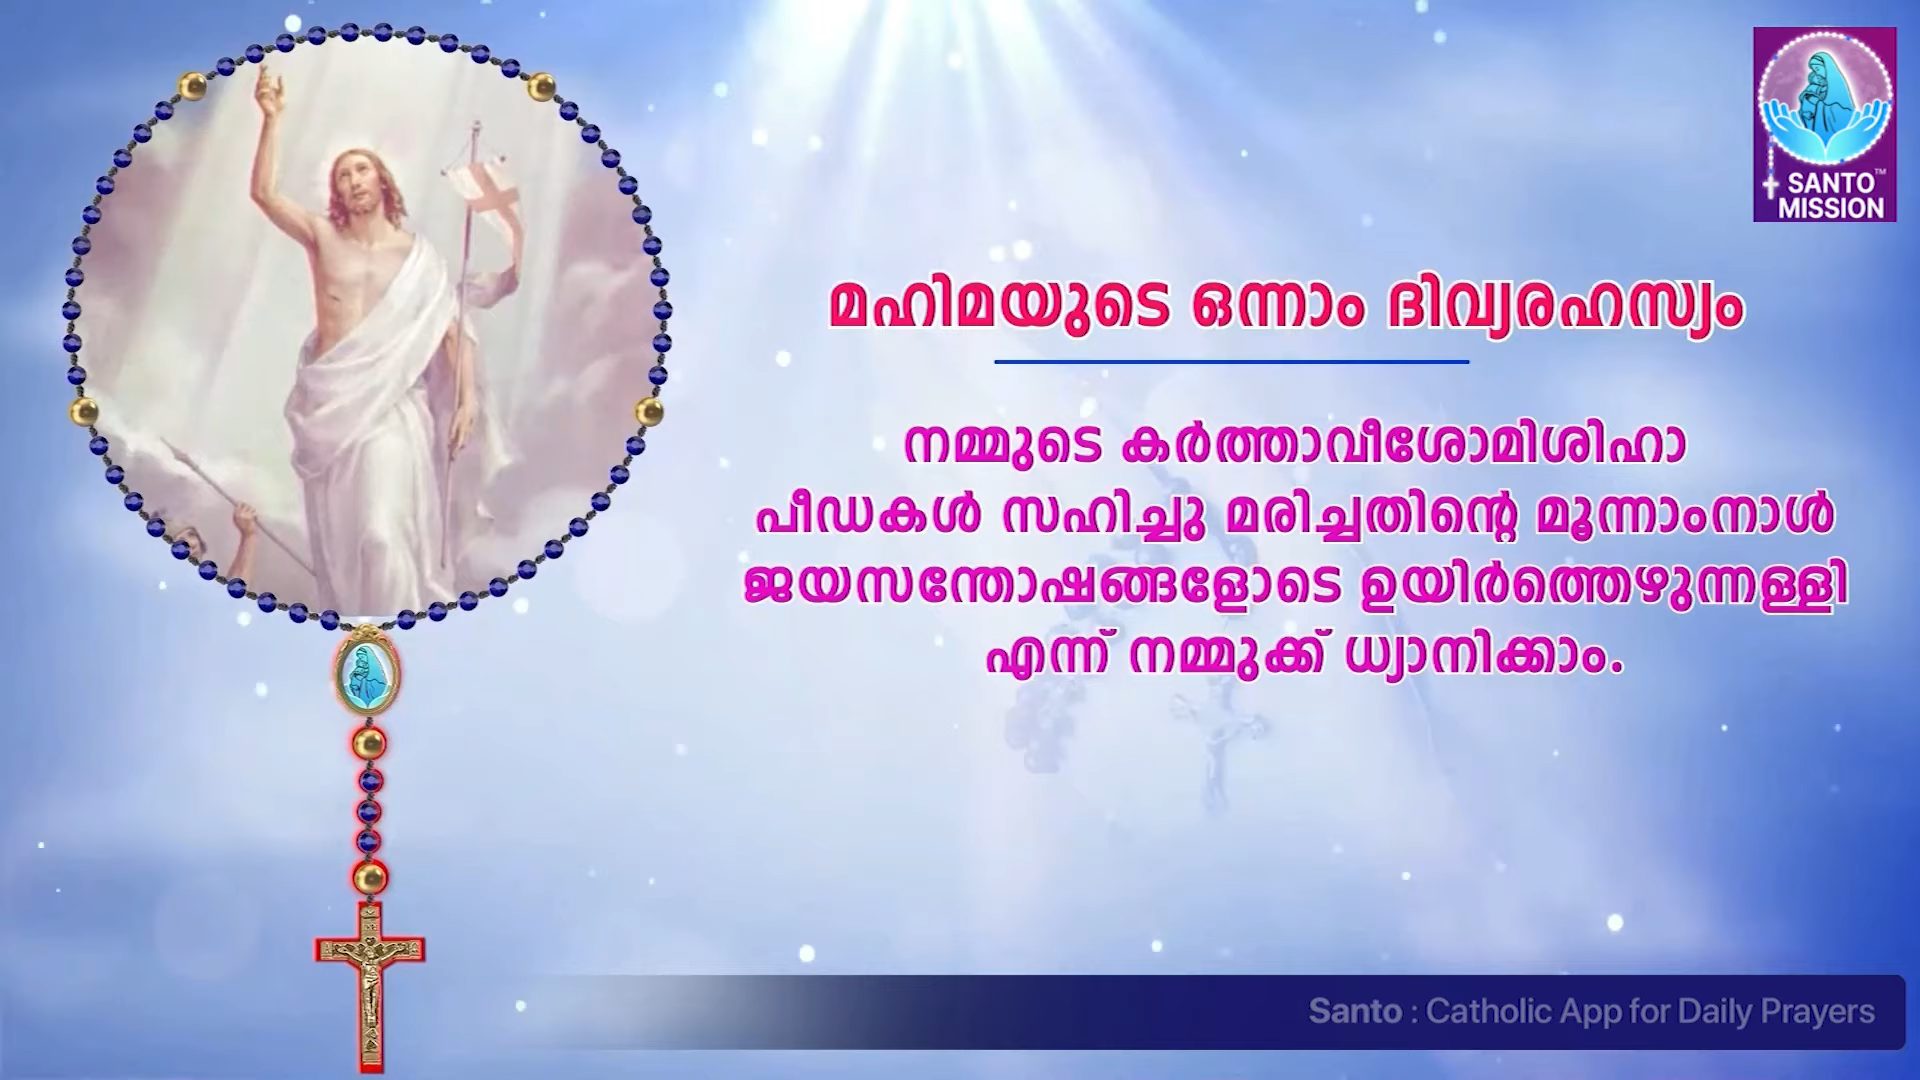 SANTO™
MISSION
മഹിമയുടെ ഒന്നാം ദിവ്യരഹസ്യം
നമ്മുടെ കർത്താവീശോമിശിഹാ
പീഡകൾ സഹിച്ചു മരിച്ചതിന്റെ മൂന്നാംനാൾ
ജയസന്തോഷങ്ങളോടെ ഉയിർത്തെഴുന്നള്ളി
എന്ന് നമ്മുക്ക് ധ്യാനിക്കാം.
Santo : Catholic App for Daily Prayers